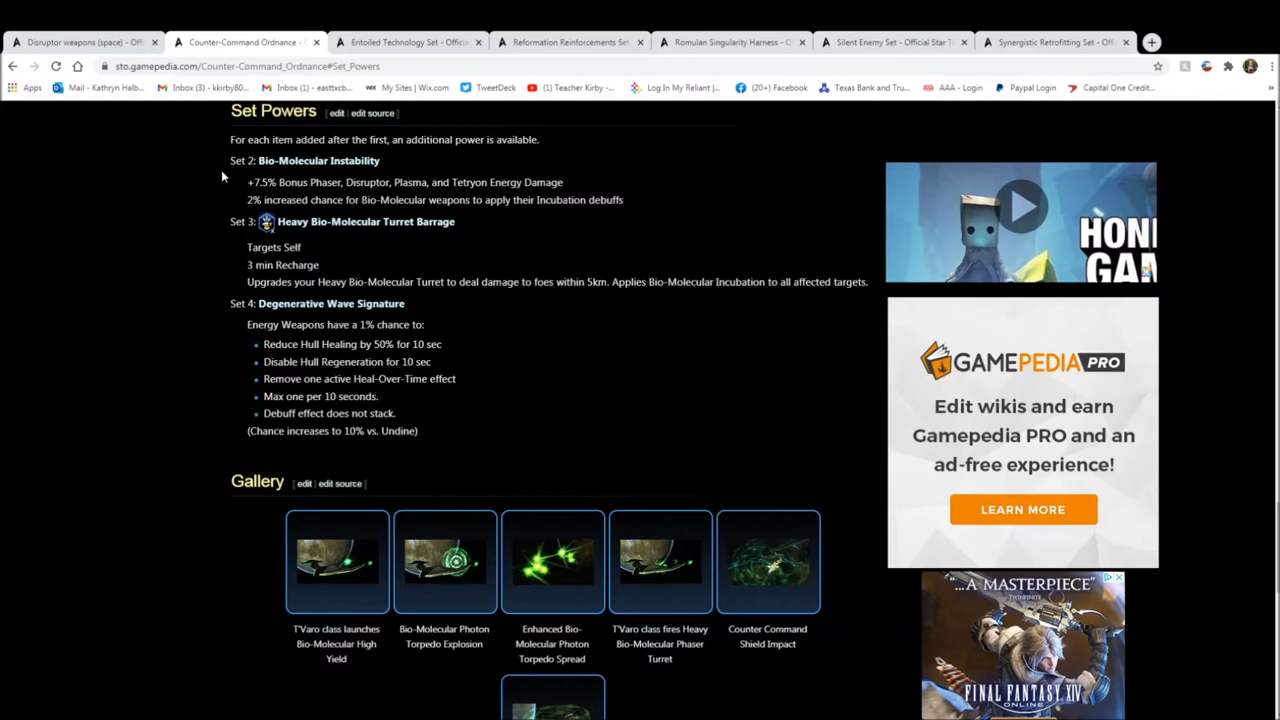 Disruptor weapons (space) - Offi
Counter-Command Ordnance - O
Entoiled Technology Set - Official
Reformation Reinforcements Set
Romulan Singularity Harness - O
Silent Enemy Set - Official Star T
Synergistic Retrofitting Set - Offi
sto.gamepedia.com/Counter-Command_Ordnance#Set_Powers
Apps
Mail - Kathryn Halb...
Inbox (3) - kkirby80...
Inbox (1) - easttxcb...
WIX My Sites | Wix.com
TweetDeck
(1) Teacher Kirby -...
Log In My Reliant |...
(20+) Facebook
Texas Bank and Tru...
AAA - Login
Paypal Login
Capital One Credit...
Set Powers [ edit | edit source ]
For each item added after the first, an additional power is available.
Set 2: Bio-Molecular Instability
+7.5% Bonus Phaser, Disruptor, Plasma, and Tetryon Energy Damage
2% increased chance for Bio-Molecular weapons to apply their Incubation debuffs
Set 3: Heavy Bio-Molecular Turret Barrage
Targets Self
3 min Recharge
Upgrades your Heavy Bio-Molecular Turret to deal damage to foes within 5km. Applies Bio-Molecular Incubation to all affected targets.
Set 4: Degenerative Wave Signature
Energy Weapons have a 1% chance to:
Reduce Hull Healing by 50% for 10 sec
Disable Hull Regeneration for 10 sec
Remove one active Heal-Over-Time effect
Max one per 10 seconds.
Debuff effect does not stack.
(Chance increases to 10% vs. Undine)
Gallery [ edit | edit source ]
T'Varo class launches
Bio-Molecular High
Yield
Bio-Molecular Photon
Torpedo Explosion
Enhanced Bio-
Molecular Photon
Torpedo Spread
T'Varo class fires Heavy
Bio-Molecular Phaser
Turret
Counter Command
Shield Impact
HON
GA
GAMEPEDIA PRO
Edit wikis and earn
Gamepedia PRO and an
ad-free experience!
LEARN MORE
"...A MASTERPIECE"
TWINFINITE
FINAL FANTASY XIV
ONLINE